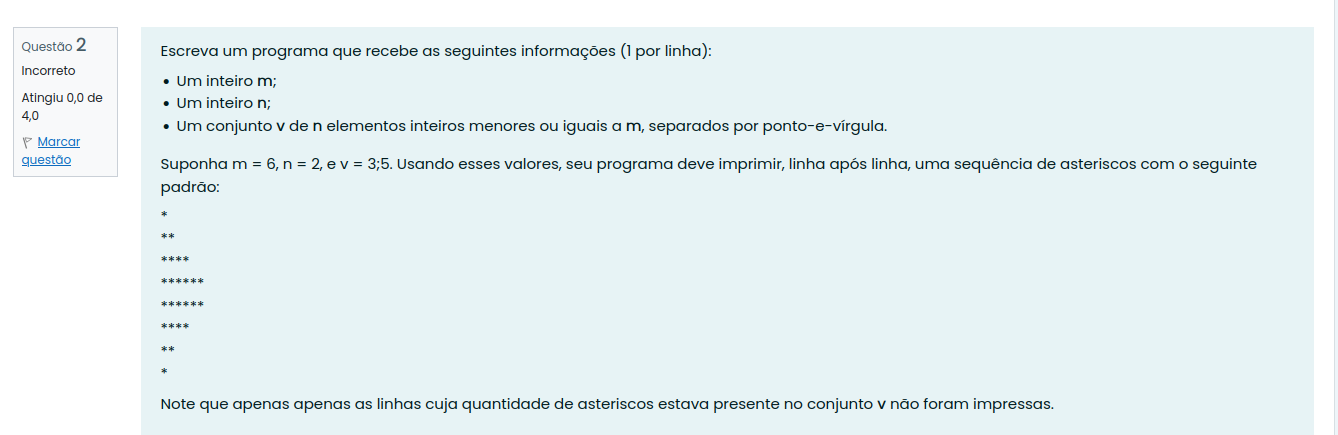 Questão 2
Incorreto
Atingiu 0,0 de
4,0
Marcar
questão
Escreva um programa que recebe as seguintes informações (1 por linha):
• Um inteiro m;
• Um inteiro n;
• Um conjunto v de n elementos inteiros menores ou iguais a m, separados por ponto-e-vírgula.
Suponha m = 6, n = 2, e v = 3;5. Usando esses valores, seu programa deve imprimir, linha após linha, uma sequência de asteriscos com o seguinte
padrão:
*
**
****
******
******
****
**
*
Note que apenas apenas as linhas cuja quantidade de asteriscos estava presente no conjunto v não foram impressas.